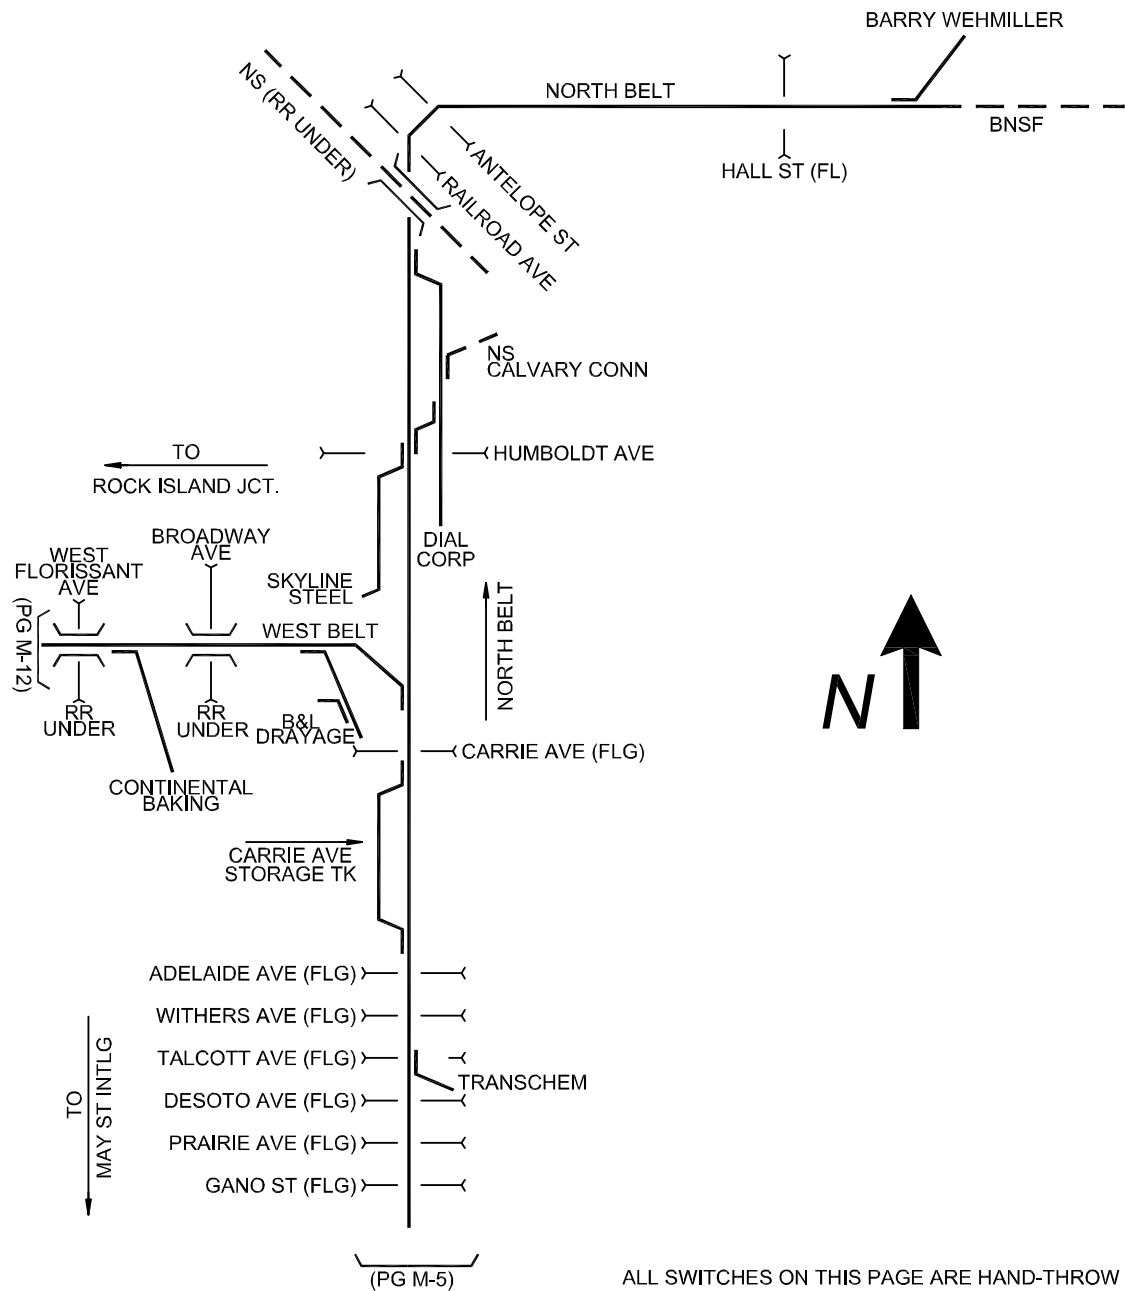 BARRY WEHMILLER
NORTH BELT
BNSF
HALL ST (FL)
NS (RR UNDER)
ANTELOPE ST
RAILROAD AVE
NS
CALVARY CONN
TO
ROCK ISLAND JCT.
HUMBOLDT AVE
DIAL
CORP
WEST
FLORISSANT
AVE
BROADWAY
AVE
SKYLINE
STEEL
(PG M-12)
WEST BELT
NORTH BELT
N
RR
UNDER
RR
UNDER
B&L
DRAYAGE
CARRIE AVE (FLG)
CONTINENTAL
BAKING
CARRIE AVE
STORAGE TK
ADELAIDE AVE (FLG)
WITHERS AVE (FLG)
TALCOTT AVE (FLG)
TRANSCHEM
DESOTO AVE (FLG)
PRAIRIE AVE (FLG)
GANO ST (FLG)
TO
MAY ST INTLG
(PG M-5)
ALL SWITCHES ON THIS PAGE ARE HAND-THROW